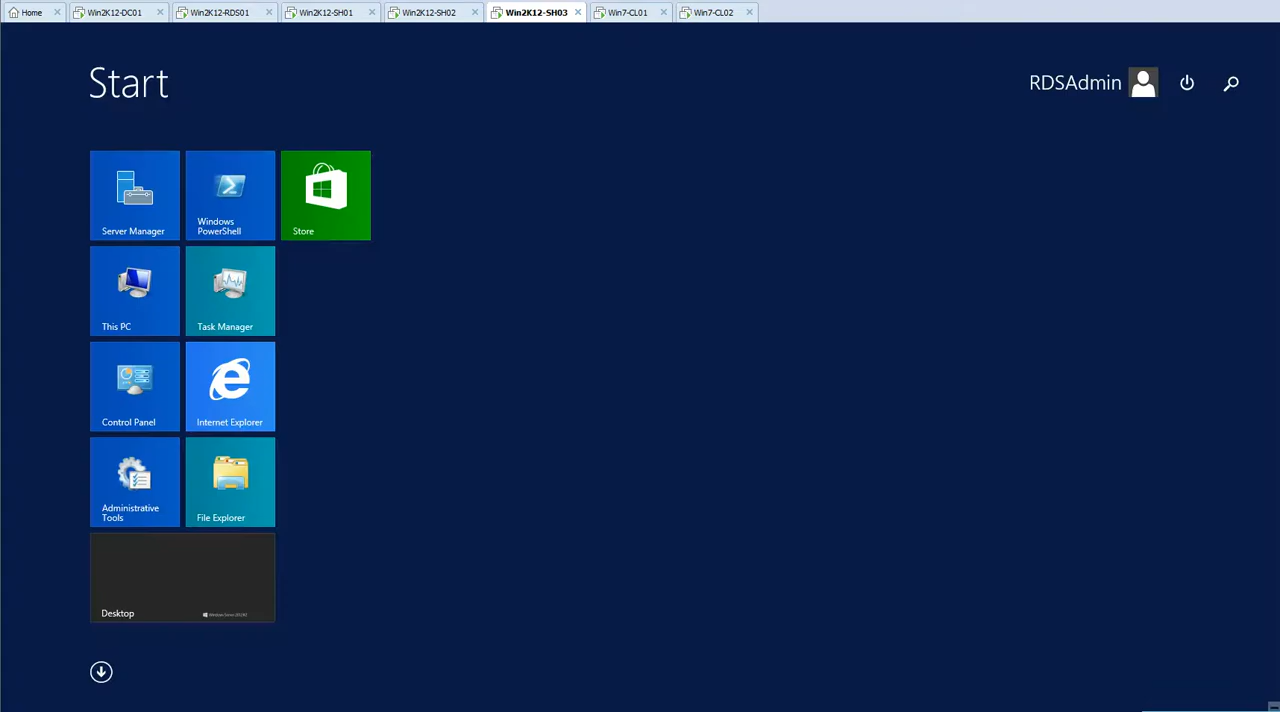 Home
Win2K12-DC01
Win2K12-RDS01
Win2K12-SH01
Win2K12-SH02
Win2K12-SH03
Win7-CL01
Win7-CL02
Start
RDSAdmin
Server Manager
Windows
PowerShell
Store
This PC
Task Manager
Control Panel
Internet Explorer
Administrative
Tools
File Explorer
Desktop